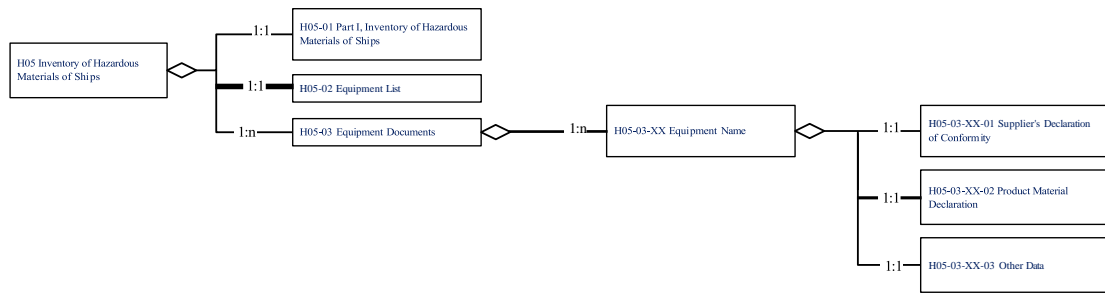 H05 Inventory of Hazardous
Materials of Ships
1:1
H05-01 Part I, Inventory of Hazardous
Materials of Ships
1:1
H05-02 Equipment List
1:n
H05-03 Equipment Documents
1:n
H05-03-XX Equipment Name
1:1
H05-03-XX-01 Supplier's Declaration
of Conformity
1:1
H05-03-XX-02 Product Material
Declaration
1:1
H05-03-XX-03 Other Data